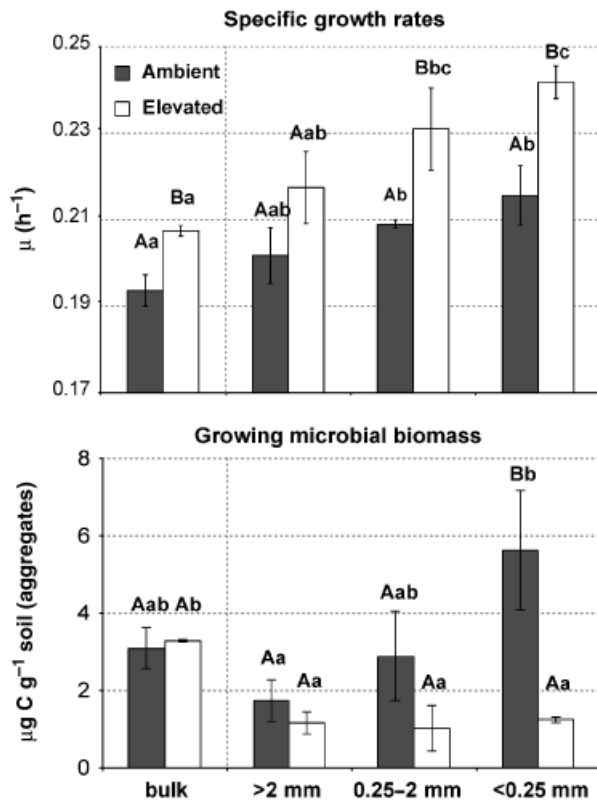 Specific growth rates
0.25
0.23
0.21
0.19
0.17
µ (h⁻¹)
Ambient
Elevated
Aa
Ba
Aab
Aab
Ab
Bbc
Ab
Bc
Growing microbial biomass
8
6
4
2
0
µg C g⁻¹ soil (aggregates)
Aab Ab
Aa
Aa
Aab
Aa
Bb
Aa
bulk >2 mm 0.25–2 mm <0.25 mm